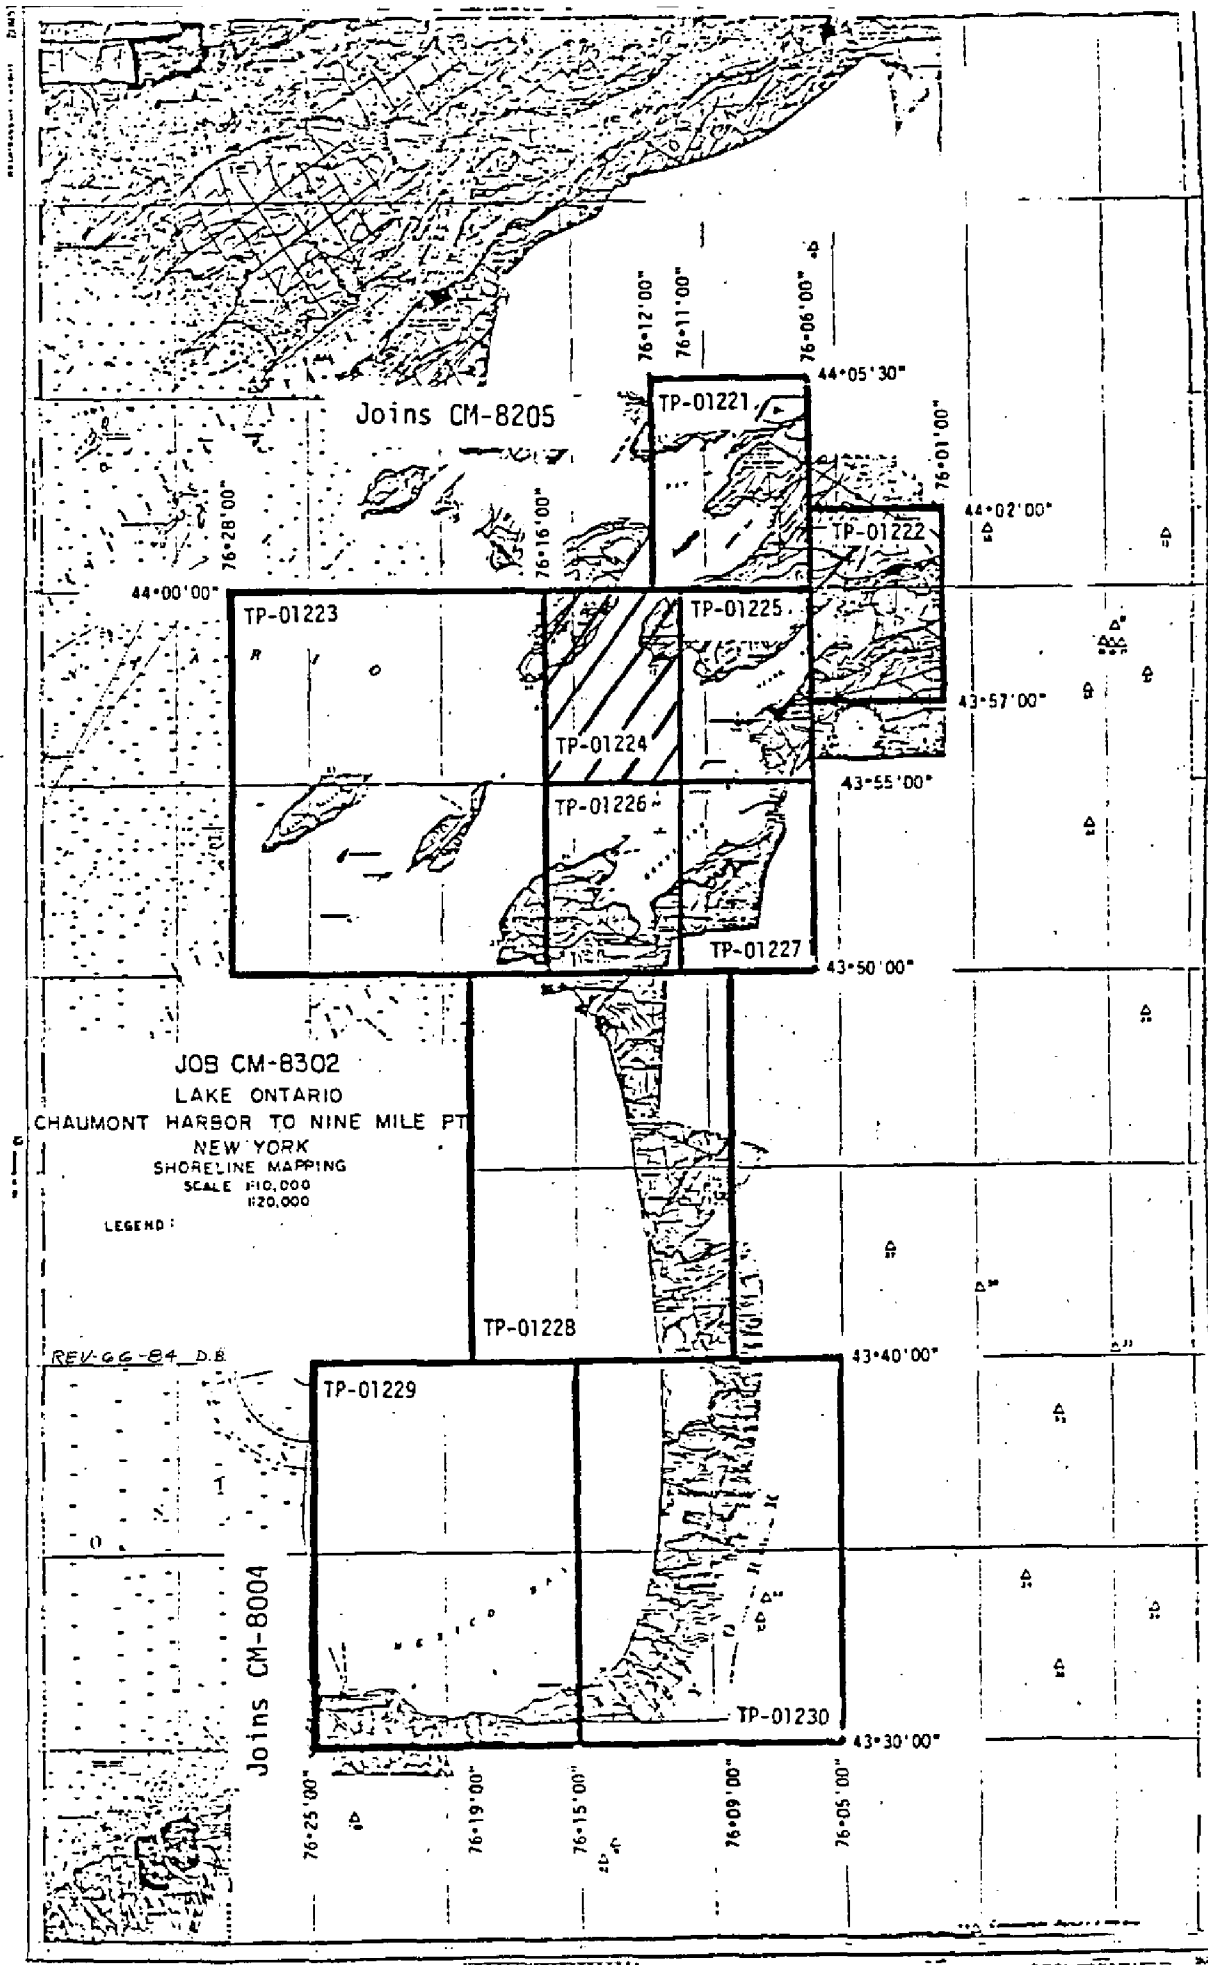 76°12'00"
76°11'00"
76°06'00"
44°05'30"
TP-01221
Joins CM-8205
76°01'00"
76°28'00"
76°16'00"
44°02'00"
TP-01222
44°00'00"
TP-01223
TP-01225
43°57'00"
TP-01224
43°55'00"
TP-01226
TP-01227
43°50'00"
JOB CM-8302
LAKE ONTARIO
CHAUMONT HARBOR TO NINE MILE PT
NEW YORK
SHORELINE MAPPING
SCALE 1:10,000
1:20,000
LEGEND:
TP-01228
REV-6G-84 D.B.
43°40'00"
TP-01229
Joins CM-8004
MEXICO BAY
TP-01230
43°30'00"
76°25'00"
76°19'00"
76°15'00"
76°09'00"
76°05'00"